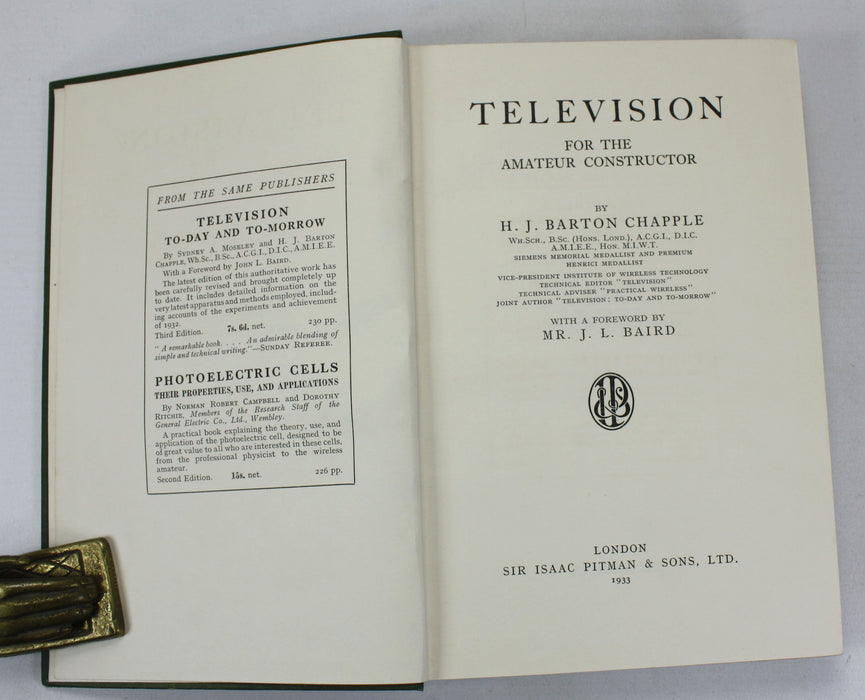 FROM THE SAME PUBLISHERS
TELEVISION
TO-DAY AND TO-MORROW
By Sydney A. Moseley and H. J. Barton
Chapple, Wh.Sc., B.Sc., A.C.G.I., D.I.C., A.M.I.E.E.
With a Foreword by John L. Baird.
The latest edition of this authoritative work has
been carefully revised and brought completely up
to date. It includes detailed information on the
very latest apparatus and methods employed, includ-
ing accounts of the experiments and achievement
of 1932.
Third Edition. 7s. 6d. net. 230 pp.
"A remarkable book. . . . An admirable blending of
simple and technical writing."—Sunday Referee.
PHOTOELECTRIC CELLS
THEIR PROPERTIES, USE, AND APPLICATIONS
By Norman Robert Campbell and Dorothy
Ritchie, Members of the Research Staff of the
General Electric Co., Ltd., Wembley.
A practical book explaining the theory, use, and
application of the photoelectric cell, designed to be
of great value to all who are interested in these cells,
from the professional physicist to the wireless
amateur.
Second Edition. 15s. net. 226 pp.
TELEVISION
FOR THE
AMATEUR CONSTRUCTOR
BY
H. J. BARTON CHAPPLE
Wh.Sch., B.Sc. (Hons. Lond.), A.C.G.I., D.I.C.
A.M.I.E.E., Hon. M.I.W.T.
SIEMENS MEMORIAL MEDALLIST AND PREMIUM
HENRICI MEDALLIST
VICE-PRESIDENT INSTITUTE OF WIRELESS TECHNOLOGY
TECHNICAL EDITOR "TELEVISION"
TECHNICAL ADVISER "PRACTICAL WIRELESS"
JOINT AUTHOR "TELEVISION: TO-DAY AND TO-MORROW"
WITH A FOREWORD BY
MR. J. L. BAIRD
LONDON
SIR ISAAC PITMAN & SONS, LTD.
1933